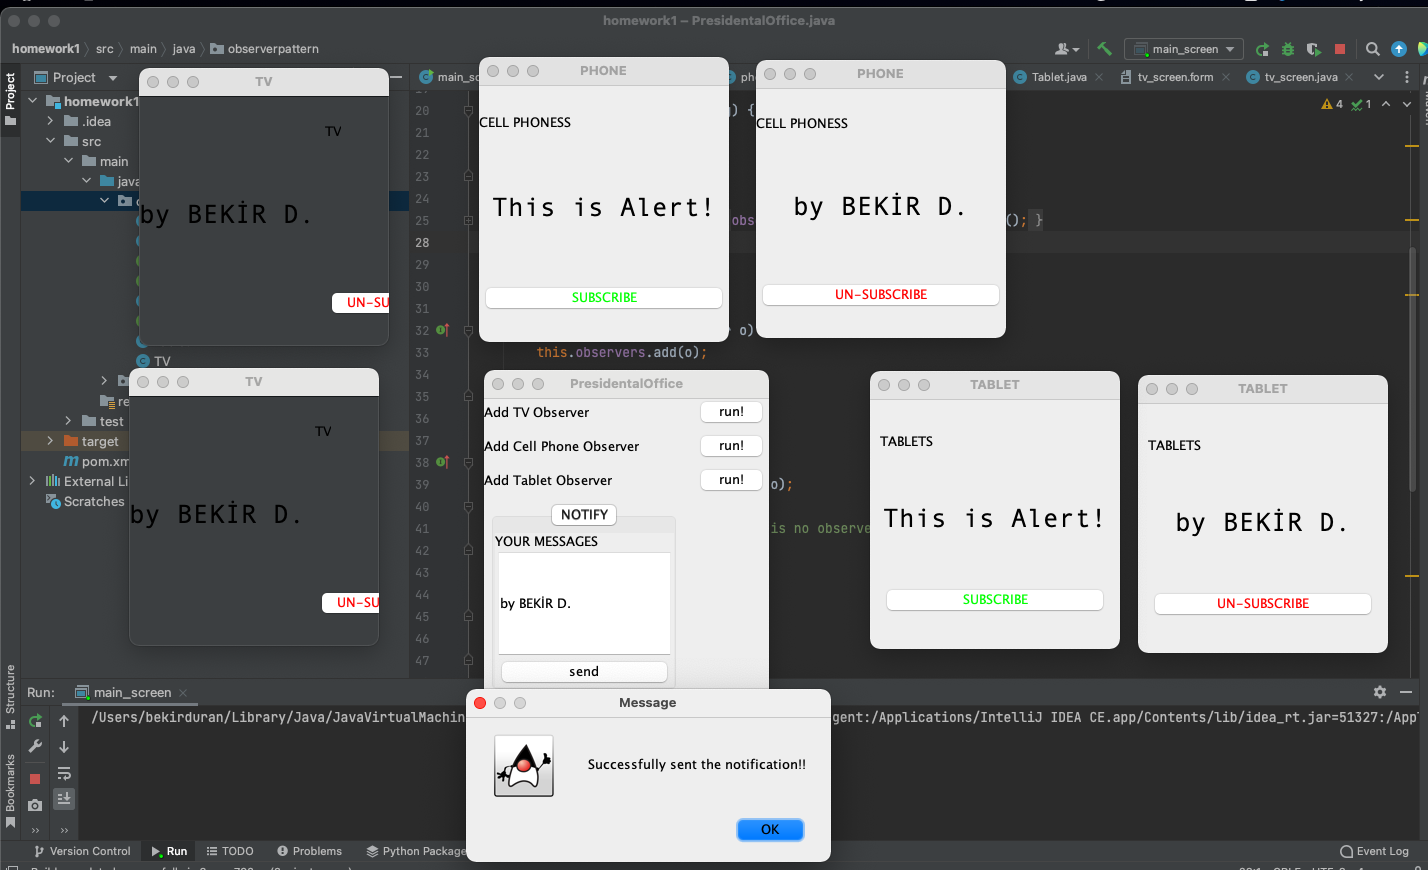 homework1 – PresidentalOffice.java
homework1 src main java observerpattern
main_screen
Project
Project
Tablet.java
tv_screen.form
tv_screen.java
4 1
homework1
.idea
src
main
java
TV
test
target
pom.xm
External Li
Scratches
20
21
22
23
24
25
28
29
30
31
32
33
34
35
36
37
38
39
40
41
42
43
44
45
46
47
) {
(); }
o)
this.observers.add(o);
o);
is no observe
TV
TV
by BEKİR D.
UN-SU
PHONE
CELL PHONESS
This is Alert!
SUBSCRIBE
PHONE
CELL PHONESS
by BEKİR D.
UN-SUBSCRIBE
TV
TV
by BEKİR D.
UN-SU
PresidentalOffice
Add TV Observer run!
Add Cell Phone Observer run!
Add Tablet Observer run!
NOTIFY
YOUR MESSAGES
by BEKİR D.
send
TABLET
TABLETS
This is Alert!
SUBSCRIBE
TABLET
TABLETS
by BEKİR D.
UN-SUBSCRIBE
Structure
Bookmarks
Run: main_screen
/Users/bekirduran/Library/Java/JavaVirtualMachin
gent:/Applications/IntelliJ IDEA CE.app/Contents/lib/idea_rt.jar=51327:/Appl
Message
Successfully sent the notification!!
OK
Version Control Run TODO Problems Python Package
Event Log